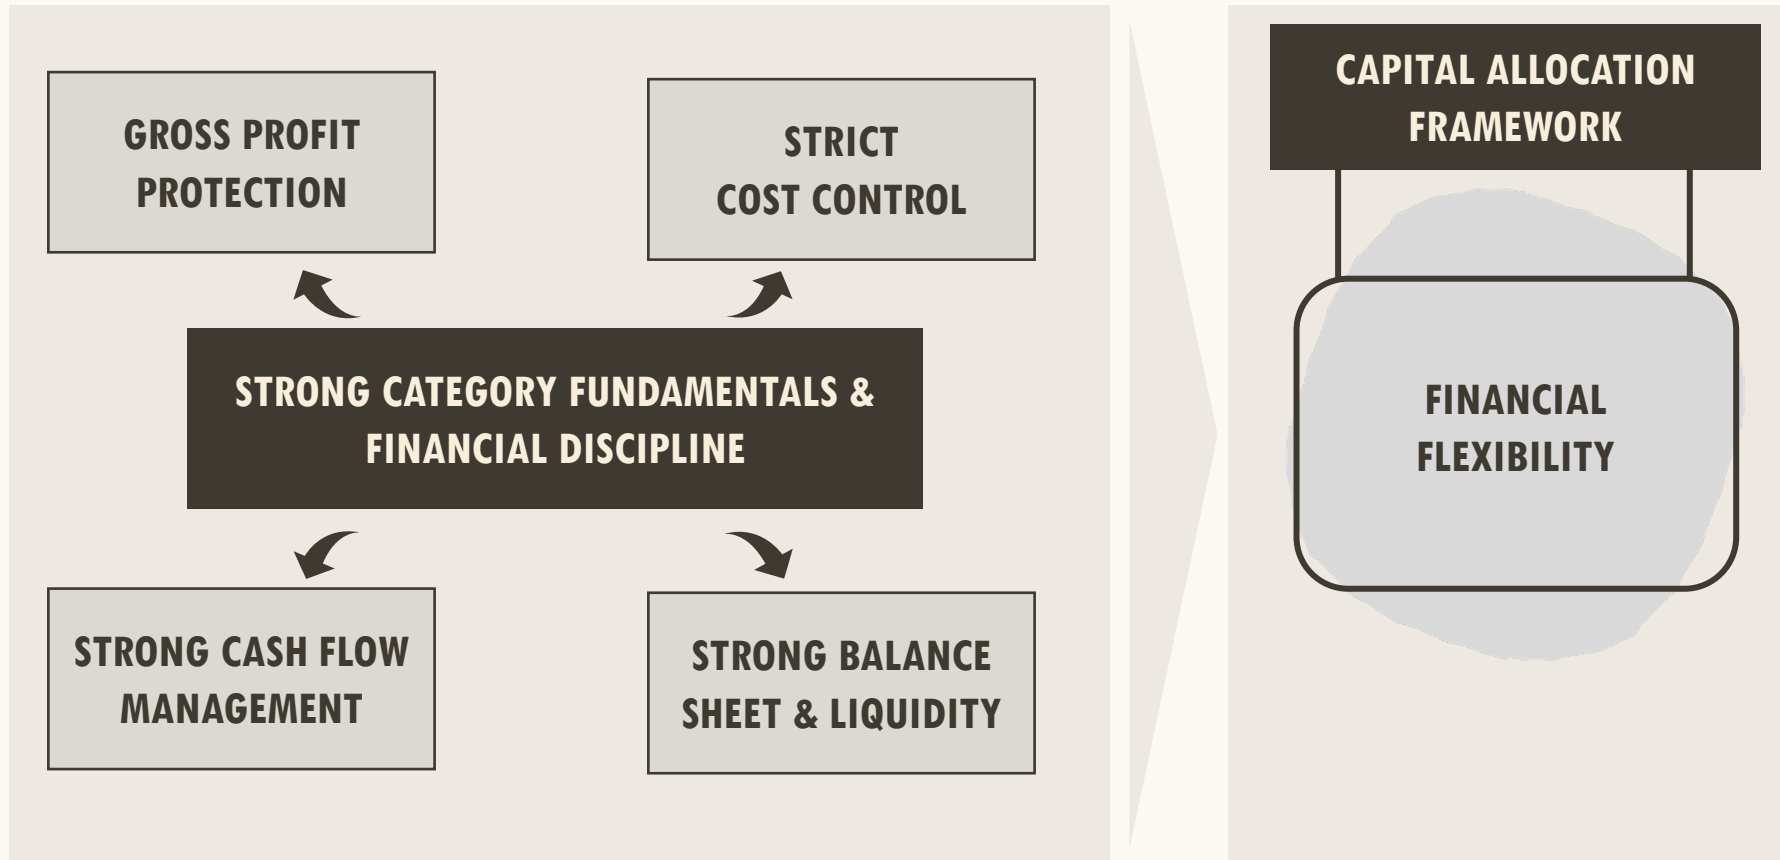 GROSS PROFIT
PROTECTION
STRICT
COST CONTROL
STRONG CATEGORY FUNDAMENTALS &
FINANCIAL DISCIPLINE
STRONG CASH FLOW
MANAGEMENT
STRONG BALANCE
SHEET & LIQUIDITY
CAPITAL ALLOCATION
FRAMEWORK
FINANCIAL
FLEXIBILITY